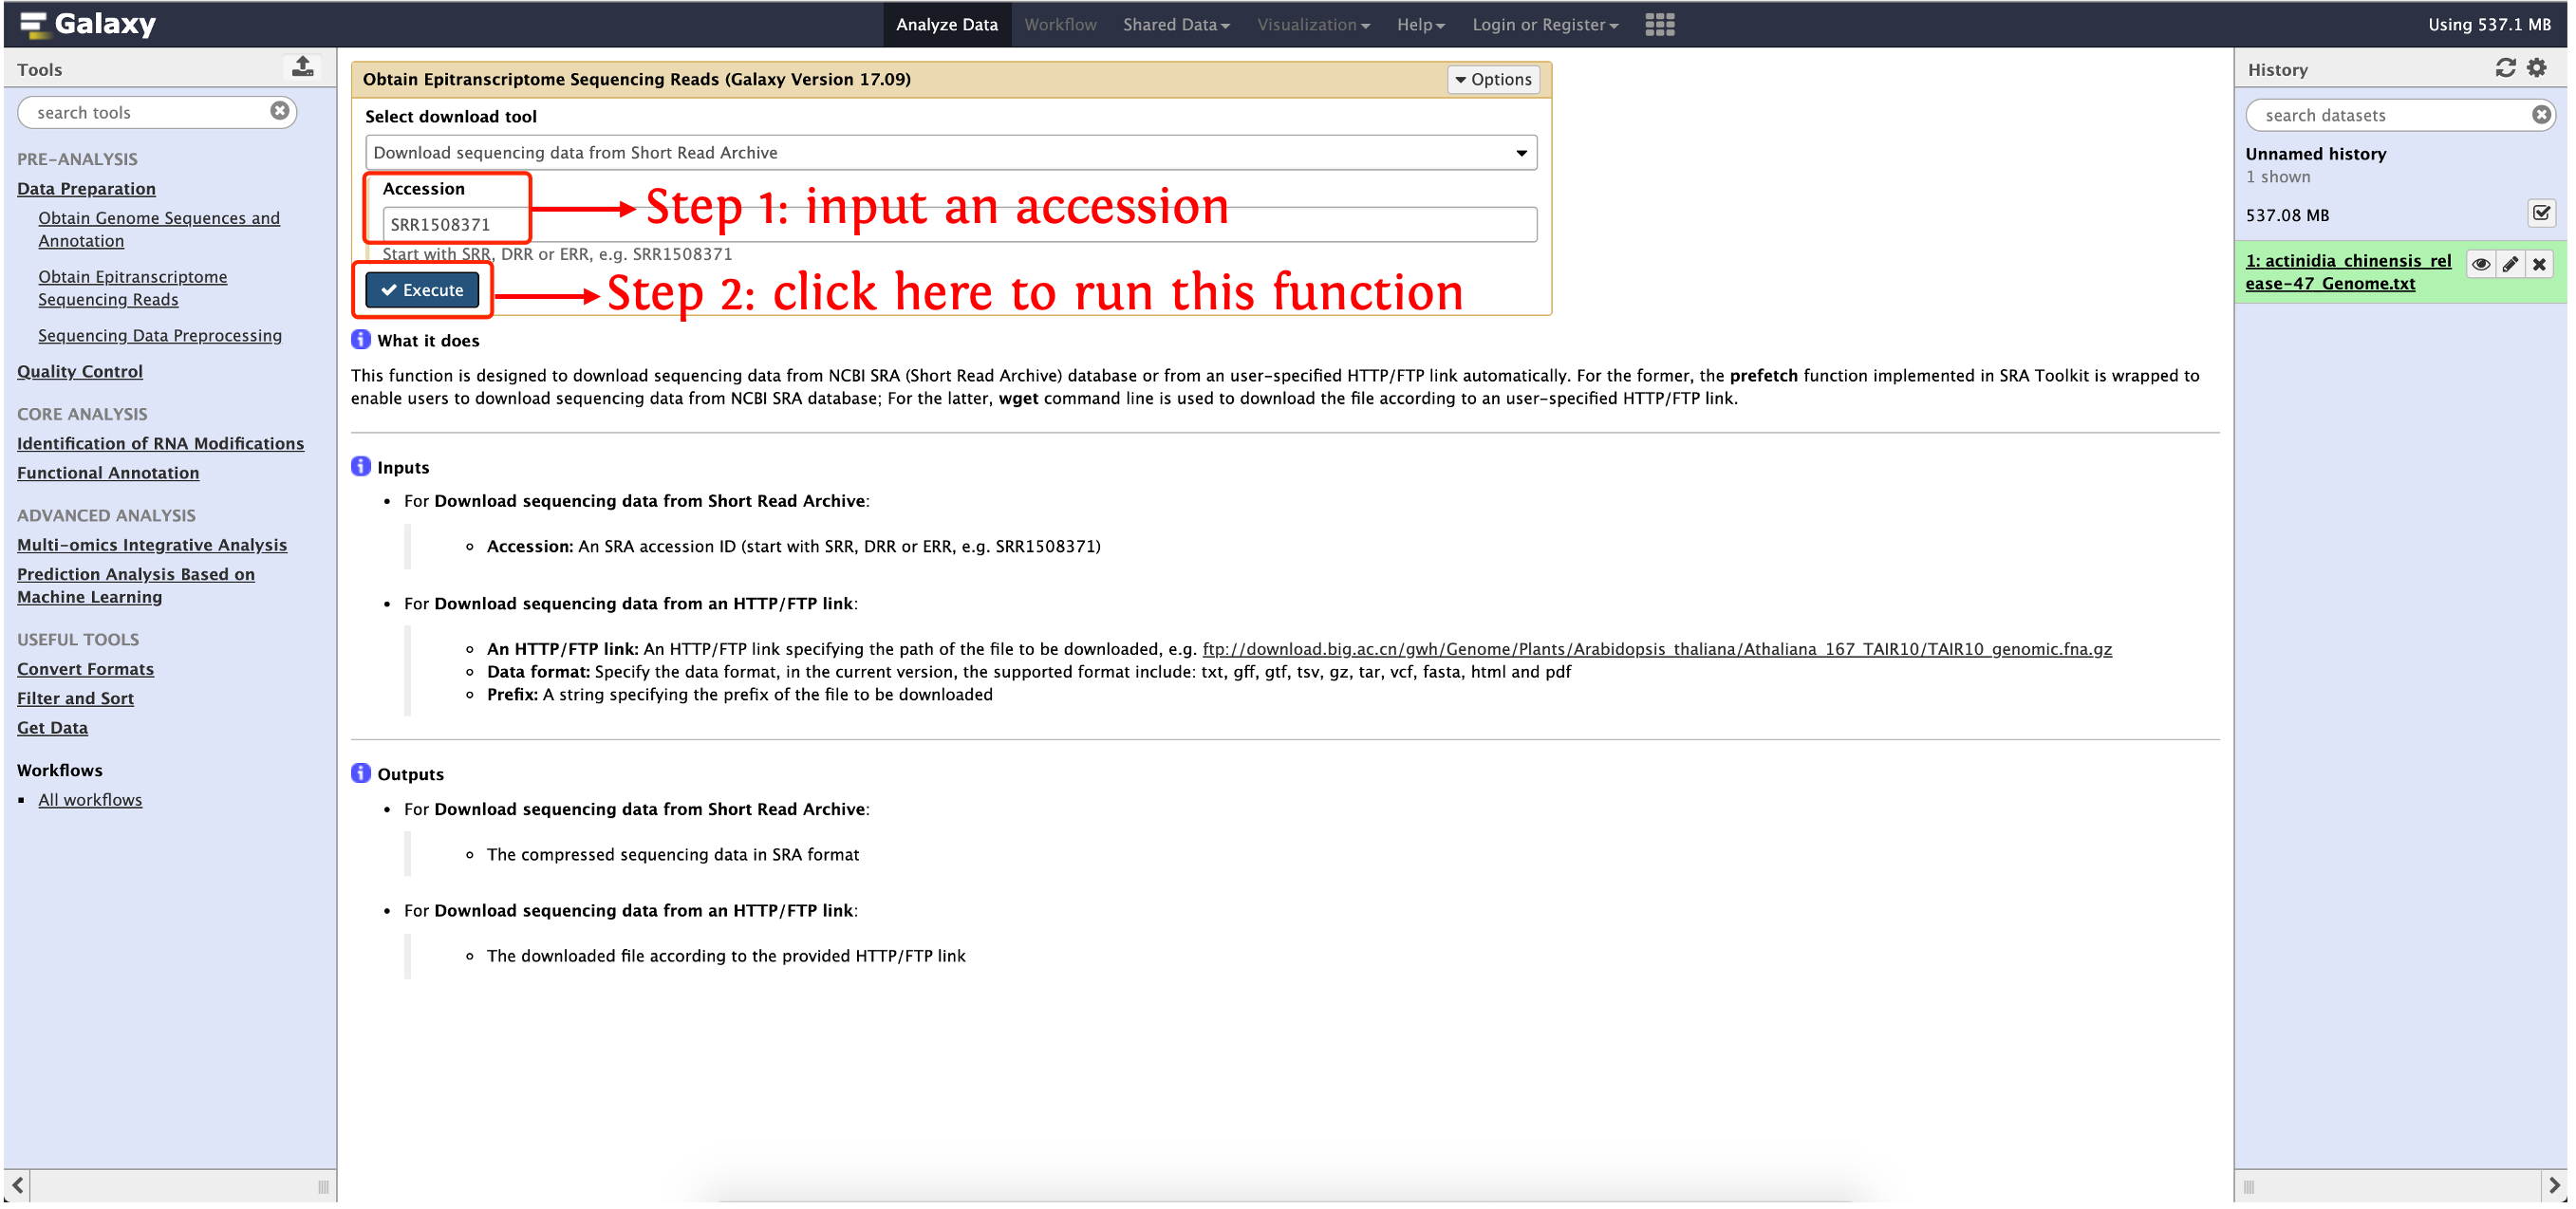 Galaxy
Analyze Data
Workflow
Shared Data
Visualization
Help
Login or Register
Using 537.1 MB
Tools
search tools
PRE-ANALYSIS
Data Preparation
Obtain Genome Sequences and
Annotation
Obtain Epitranscriptome
Sequencing Reads
Sequencing Data Preprocessing
Quality Control
CORE ANALYSIS
Identification of RNA Modifications
Functional Annotation
ADVANCED ANALYSIS
Multi-omics Integrative Analysis
Prediction Analysis Based on
Machine Learning
USEFUL TOOLS
Convert Formats
Filter and Sort
Get Data
Workflows
All workflows
Obtain Epitranscriptome Sequencing Reads (Galaxy Version 17.09)
Options
Select download tool
Download sequencing data from Short Read Archive
Accession
SRR1508371
Step 1: input an accession
Start with SRR, DRR or ERR, e.g. SRR1508371
Execute
Step 2: click here to run this function
What it does
This function is designed to download sequencing data from NCBI SRA (Short Read Archive) database or from an user-specified HTTP/FTP link automatically. For the former, the prefetch function implemented in SRA Toolkit is wrapped to
enable users to download sequencing data from NCBI SRA database; For the latter, wget command line is used to download the file according to an user-specified HTTP/FTP link.
Inputs
• For Download sequencing data from Short Read Archive:
Accession: An SRA accession ID (start with SRR, DRR or ERR, e.g. SRR1508371)
• For Download sequencing data from an HTTP/FTP link:
An HTTP/FTP link: An HTTP/FTP link specifying the path of the file to be downloaded, e.g. ftp://download.big.ac.cn/gwh/Genome/Plants/Arabidopsis_thaliana/Athaliana_167_TAIR10/TAIR10_genomic.fna.gz
Data format: Specify the data format, in the current version, the supported format include: txt, gff, gtf, tsv, gz, tar, vcf, fasta, html and pdf
Prefix: A string specifying the prefix of the file to be downloaded
Outputs
• For Download sequencing data from Short Read Archive:
The compressed sequencing data in SRA format
• For Download sequencing data from an HTTP/FTP link:
The downloaded file according to the provided HTTP/FTP link
History
search datasets
Unnamed history
1 shown
537.08 MB
1: actinidia_chinensis_rel
ease-47_Genome.txt